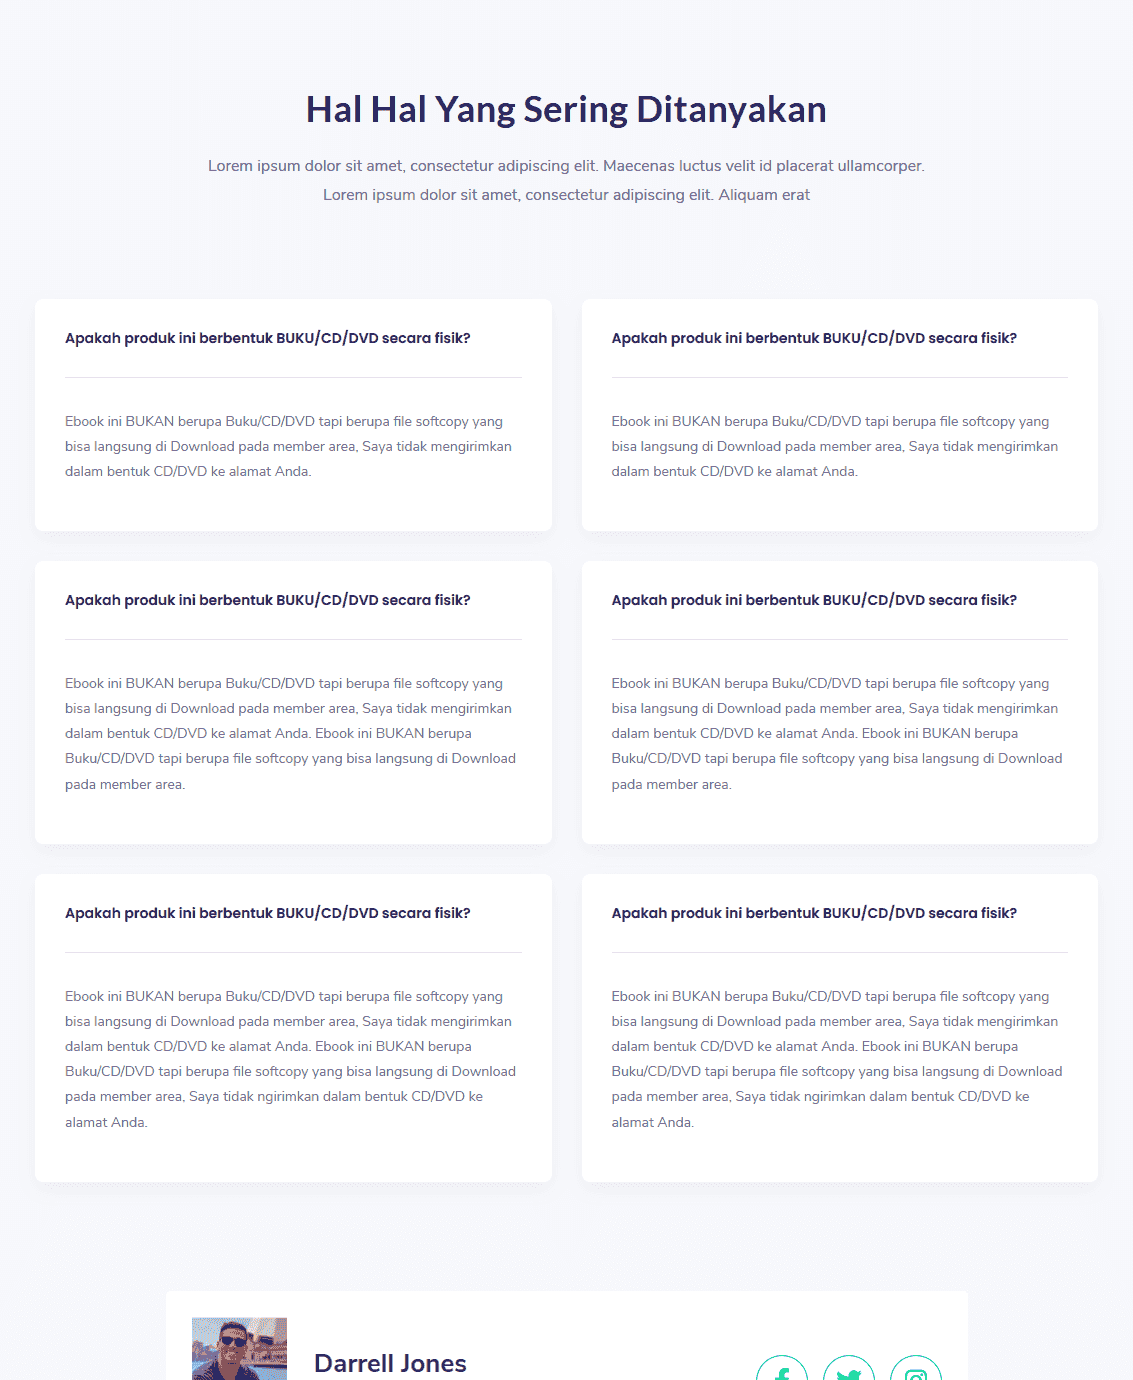 Hal Hal Yang Sering Ditanyakan
Lorem ipsum dolor sit amet, consectetur adipiscing elit. Maecenas luctus velit id placerat ullamcorper.
Lorem ipsum dolor sit amet, consectetur adipiscing elit. Aliquam erat
Apakah produk ini berbentuk BUKU/CD/DVD secara fisik?
Ebook ini BUKAN berupa Buku/CD/DVD tapi berupa file softcopy yang
bisa langsung di Download pada member area, Saya tidak mengirimkan
dalam bentuk CD/DVD ke alamat Anda.
Apakah produk ini berbentuk BUKU/CD/DVD secara fisik?
Ebook ini BUKAN berupa Buku/CD/DVD tapi berupa file softcopy yang
bisa langsung di Download pada member area, Saya tidak mengirimkan
dalam bentuk CD/DVD ke alamat Anda.
Apakah produk ini berbentuk BUKU/CD/DVD secara fisik?
Ebook ini BUKAN berupa Buku/CD/DVD tapi berupa file softcopy yang
bisa langsung di Download pada member area, Saya tidak mengirimkan
dalam bentuk CD/DVD ke alamat Anda. Ebook ini BUKAN berupa
Buku/CD/DVD tapi berupa file softcopy yang bisa langsung di Download
pada member area.
Apakah produk ini berbentuk BUKU/CD/DVD secara fisik?
Ebook ini BUKAN berupa Buku/CD/DVD tapi berupa file softcopy yang
bisa langsung di Download pada member area, Saya tidak mengirimkan
dalam bentuk CD/DVD ke alamat Anda. Ebook ini BUKAN berupa
Buku/CD/DVD tapi berupa file softcopy yang bisa langsung di Download
pada member area.
Apakah produk ini berbentuk BUKU/CD/DVD secara fisik?
Ebook ini BUKAN berupa Buku/CD/DVD tapi berupa file softcopy yang
bisa langsung di Download pada member area, Saya tidak mengirimkan
dalam bentuk CD/DVD ke alamat Anda. Ebook ini BUKAN berupa
Buku/CD/DVD tapi berupa file softcopy yang bisa langsung di Download
pada member area, Saya tidak ngirimkan dalam bentuk CD/DVD ke
alamat Anda.
Apakah produk ini berbentuk BUKU/CD/DVD secara fisik?
Ebook ini BUKAN berupa Buku/CD/DVD tapi berupa file softcopy yang
bisa langsung di Download pada member area, Saya tidak mengirimkan
dalam bentuk CD/DVD ke alamat Anda. Ebook ini BUKAN berupa
Buku/CD/DVD tapi berupa file softcopy yang bisa langsung di Download
pada member area, Saya tidak ngirimkan dalam bentuk CD/DVD ke
alamat Anda.
Darrell Jones